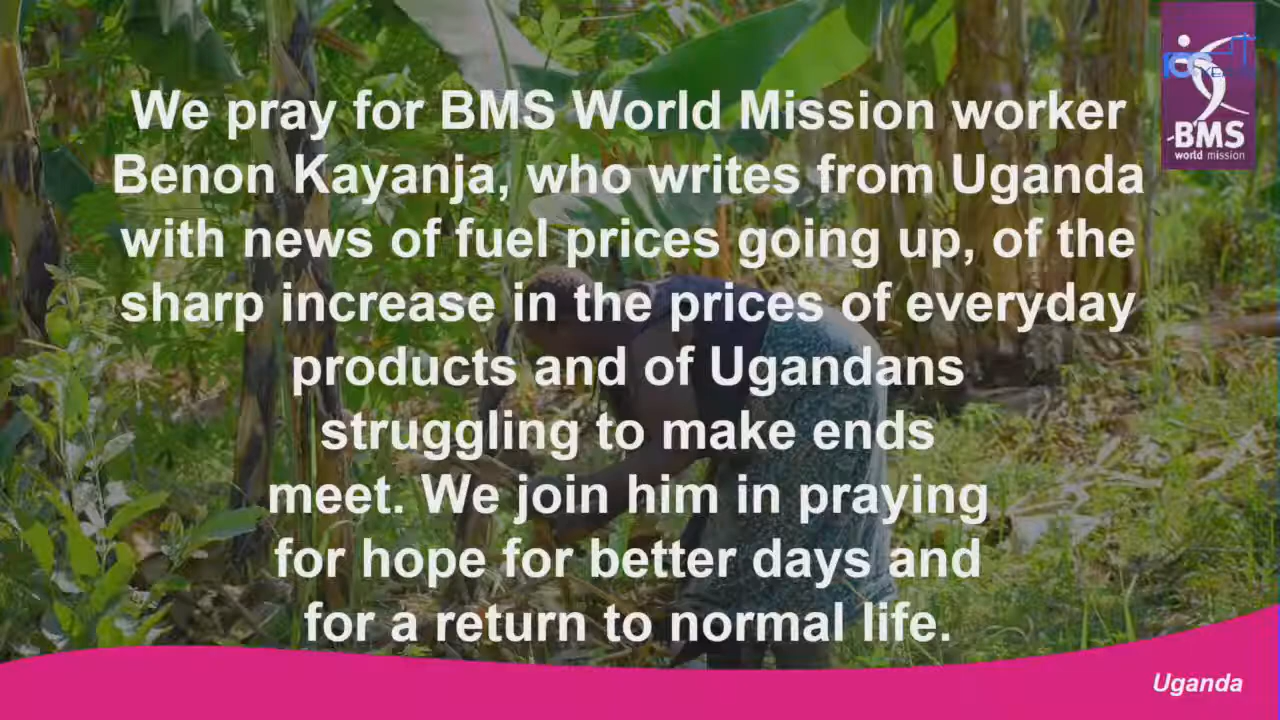 We pray for BMS World Mission worker
Benon Kayanja, who writes from Uganda
with news of fuel prices going up, of the
sharp increase in the prices of everyday
products and of Ugandans
struggling to make ends
meet. We join him in praying
for hope for better days and
for a return to normal life.
BMS
world mission
Uganda